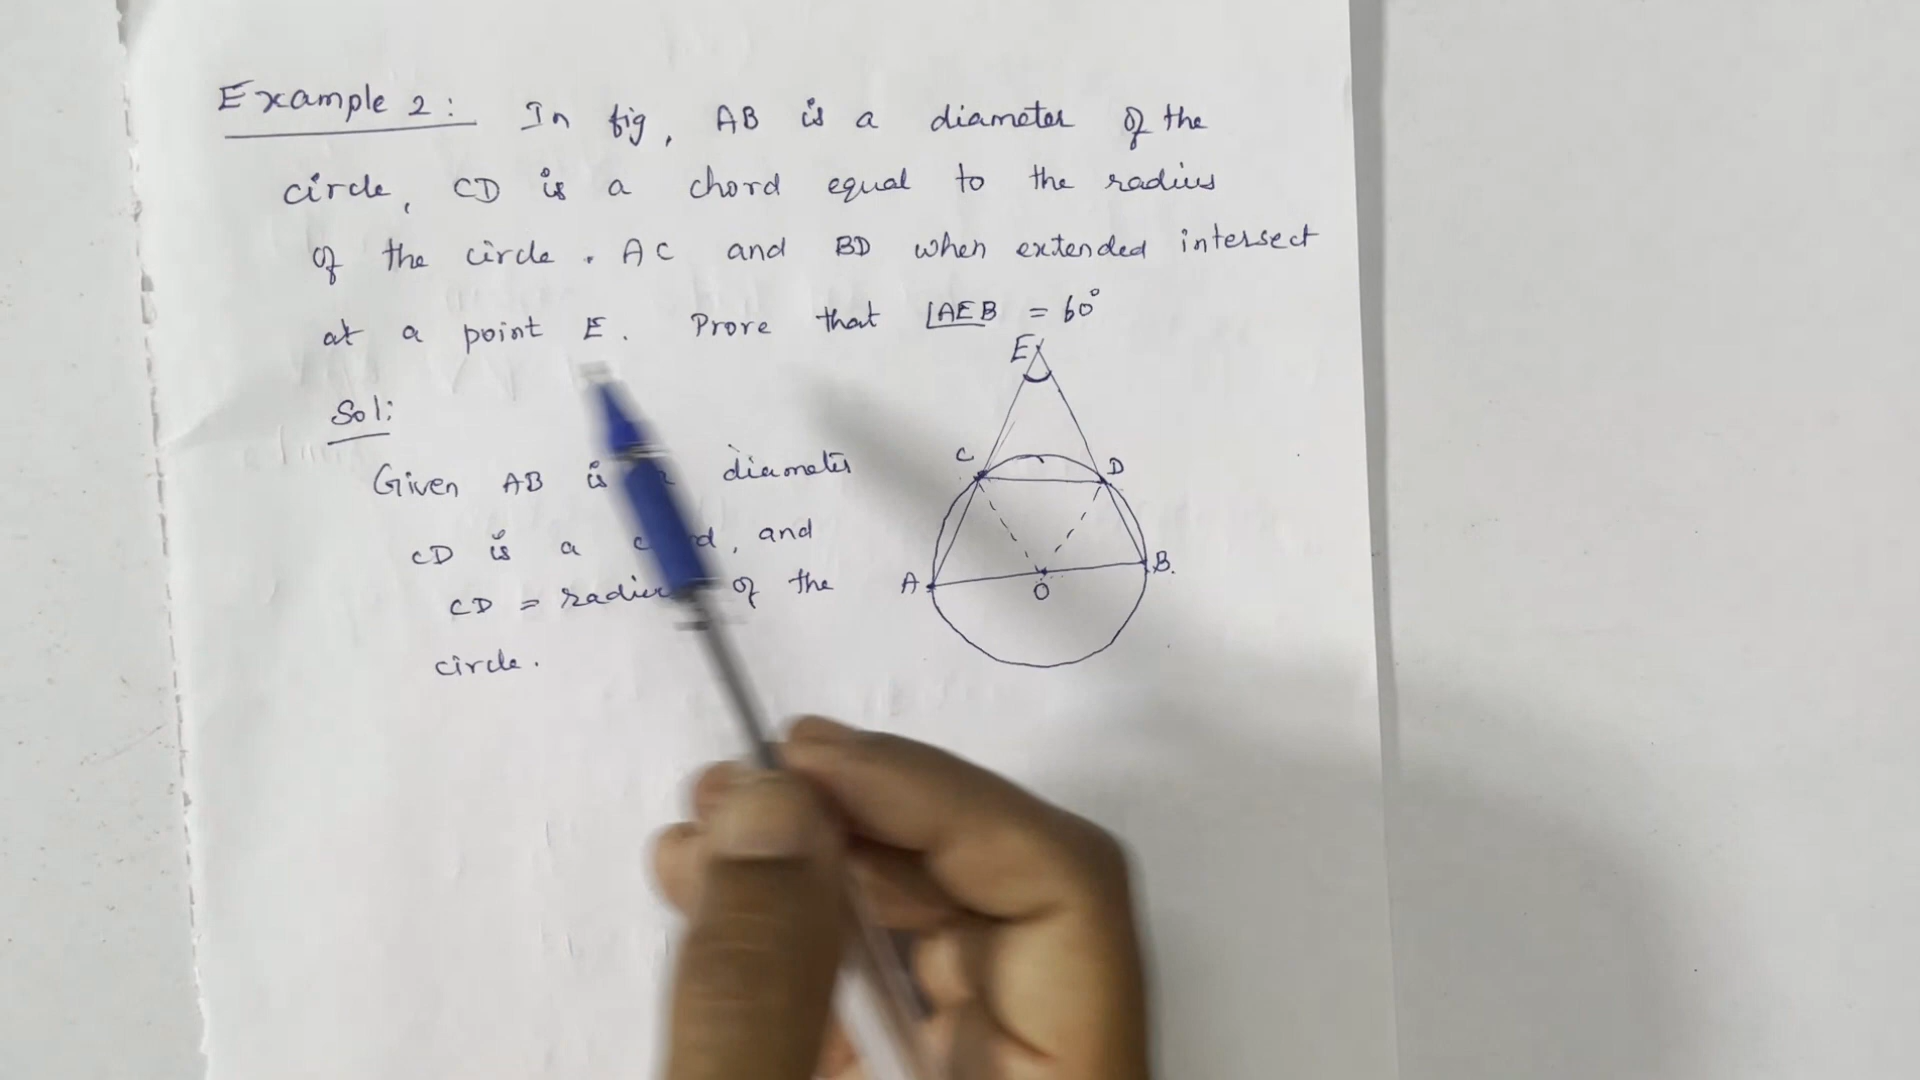 Example 2: In fig, AB is a diameter of the
circle, CD is a chord equal to the radius
of the circle. AC and BD when extended intersect
at a point E. Prove that ∠AEB = 60°
Sol:
Given AB is diameter
CD is a , and
CD = of the
circle.
E
C
D
A
B.
O